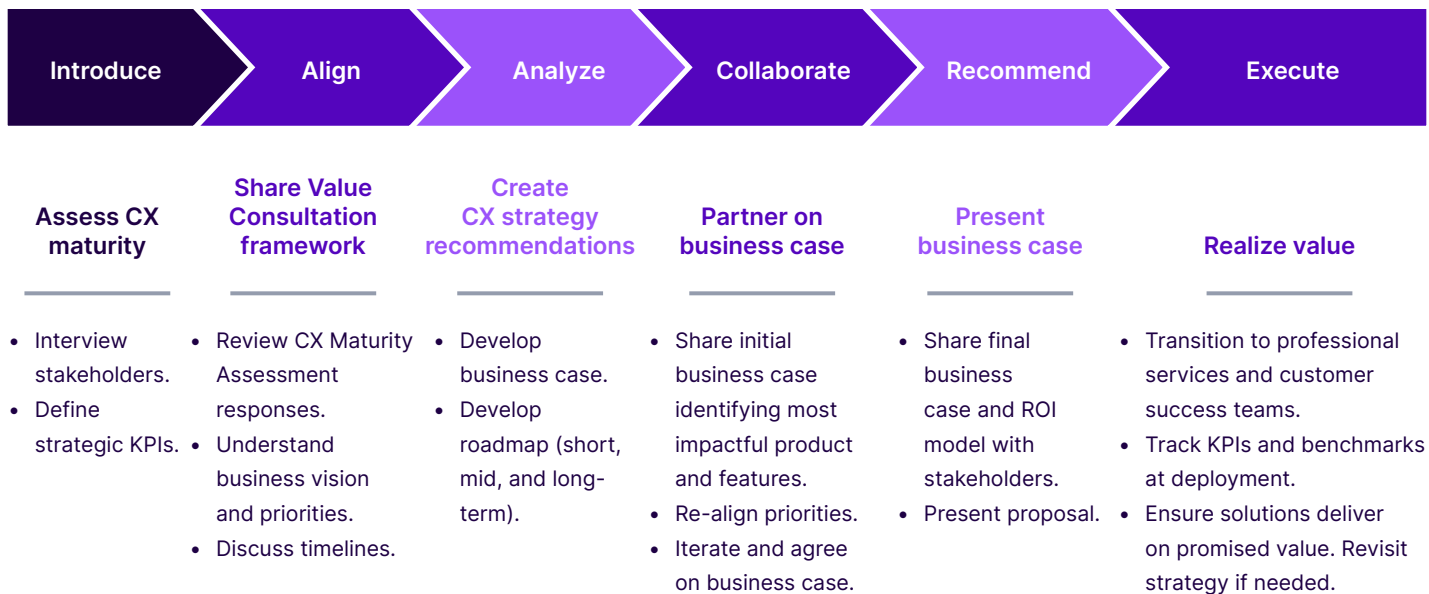 Introduce
Align
Analyze
Collaborate
Recommend
Execute
Assess CX
maturity
Share Value
Consultation
framework
Create
CX strategy
recommendations
Partner on
business case
Present
business case
Realize value
• Interview
stakeholders.
• Define
strategic KPIs.
• Review CX Maturity
Assessment
responses.
• Understand
business vision
and priorities.
• Discuss timelines.
• Develop
business case.
• Develop
roadmap (short,
mid, and long-
term).
• Share initial
business case
identifying most
impactful product
and features.
• Re-align priorities.
• Iterate and agree
on business case.
• Share final
business
case and ROI
model with
stakeholders.
• Present proposal.
• Transition to professional
services and customer
success teams.
• Track KPIs and benchmarks
at deployment.
• Ensure solutions deliver
on promised value. Revisit
strategy if needed.